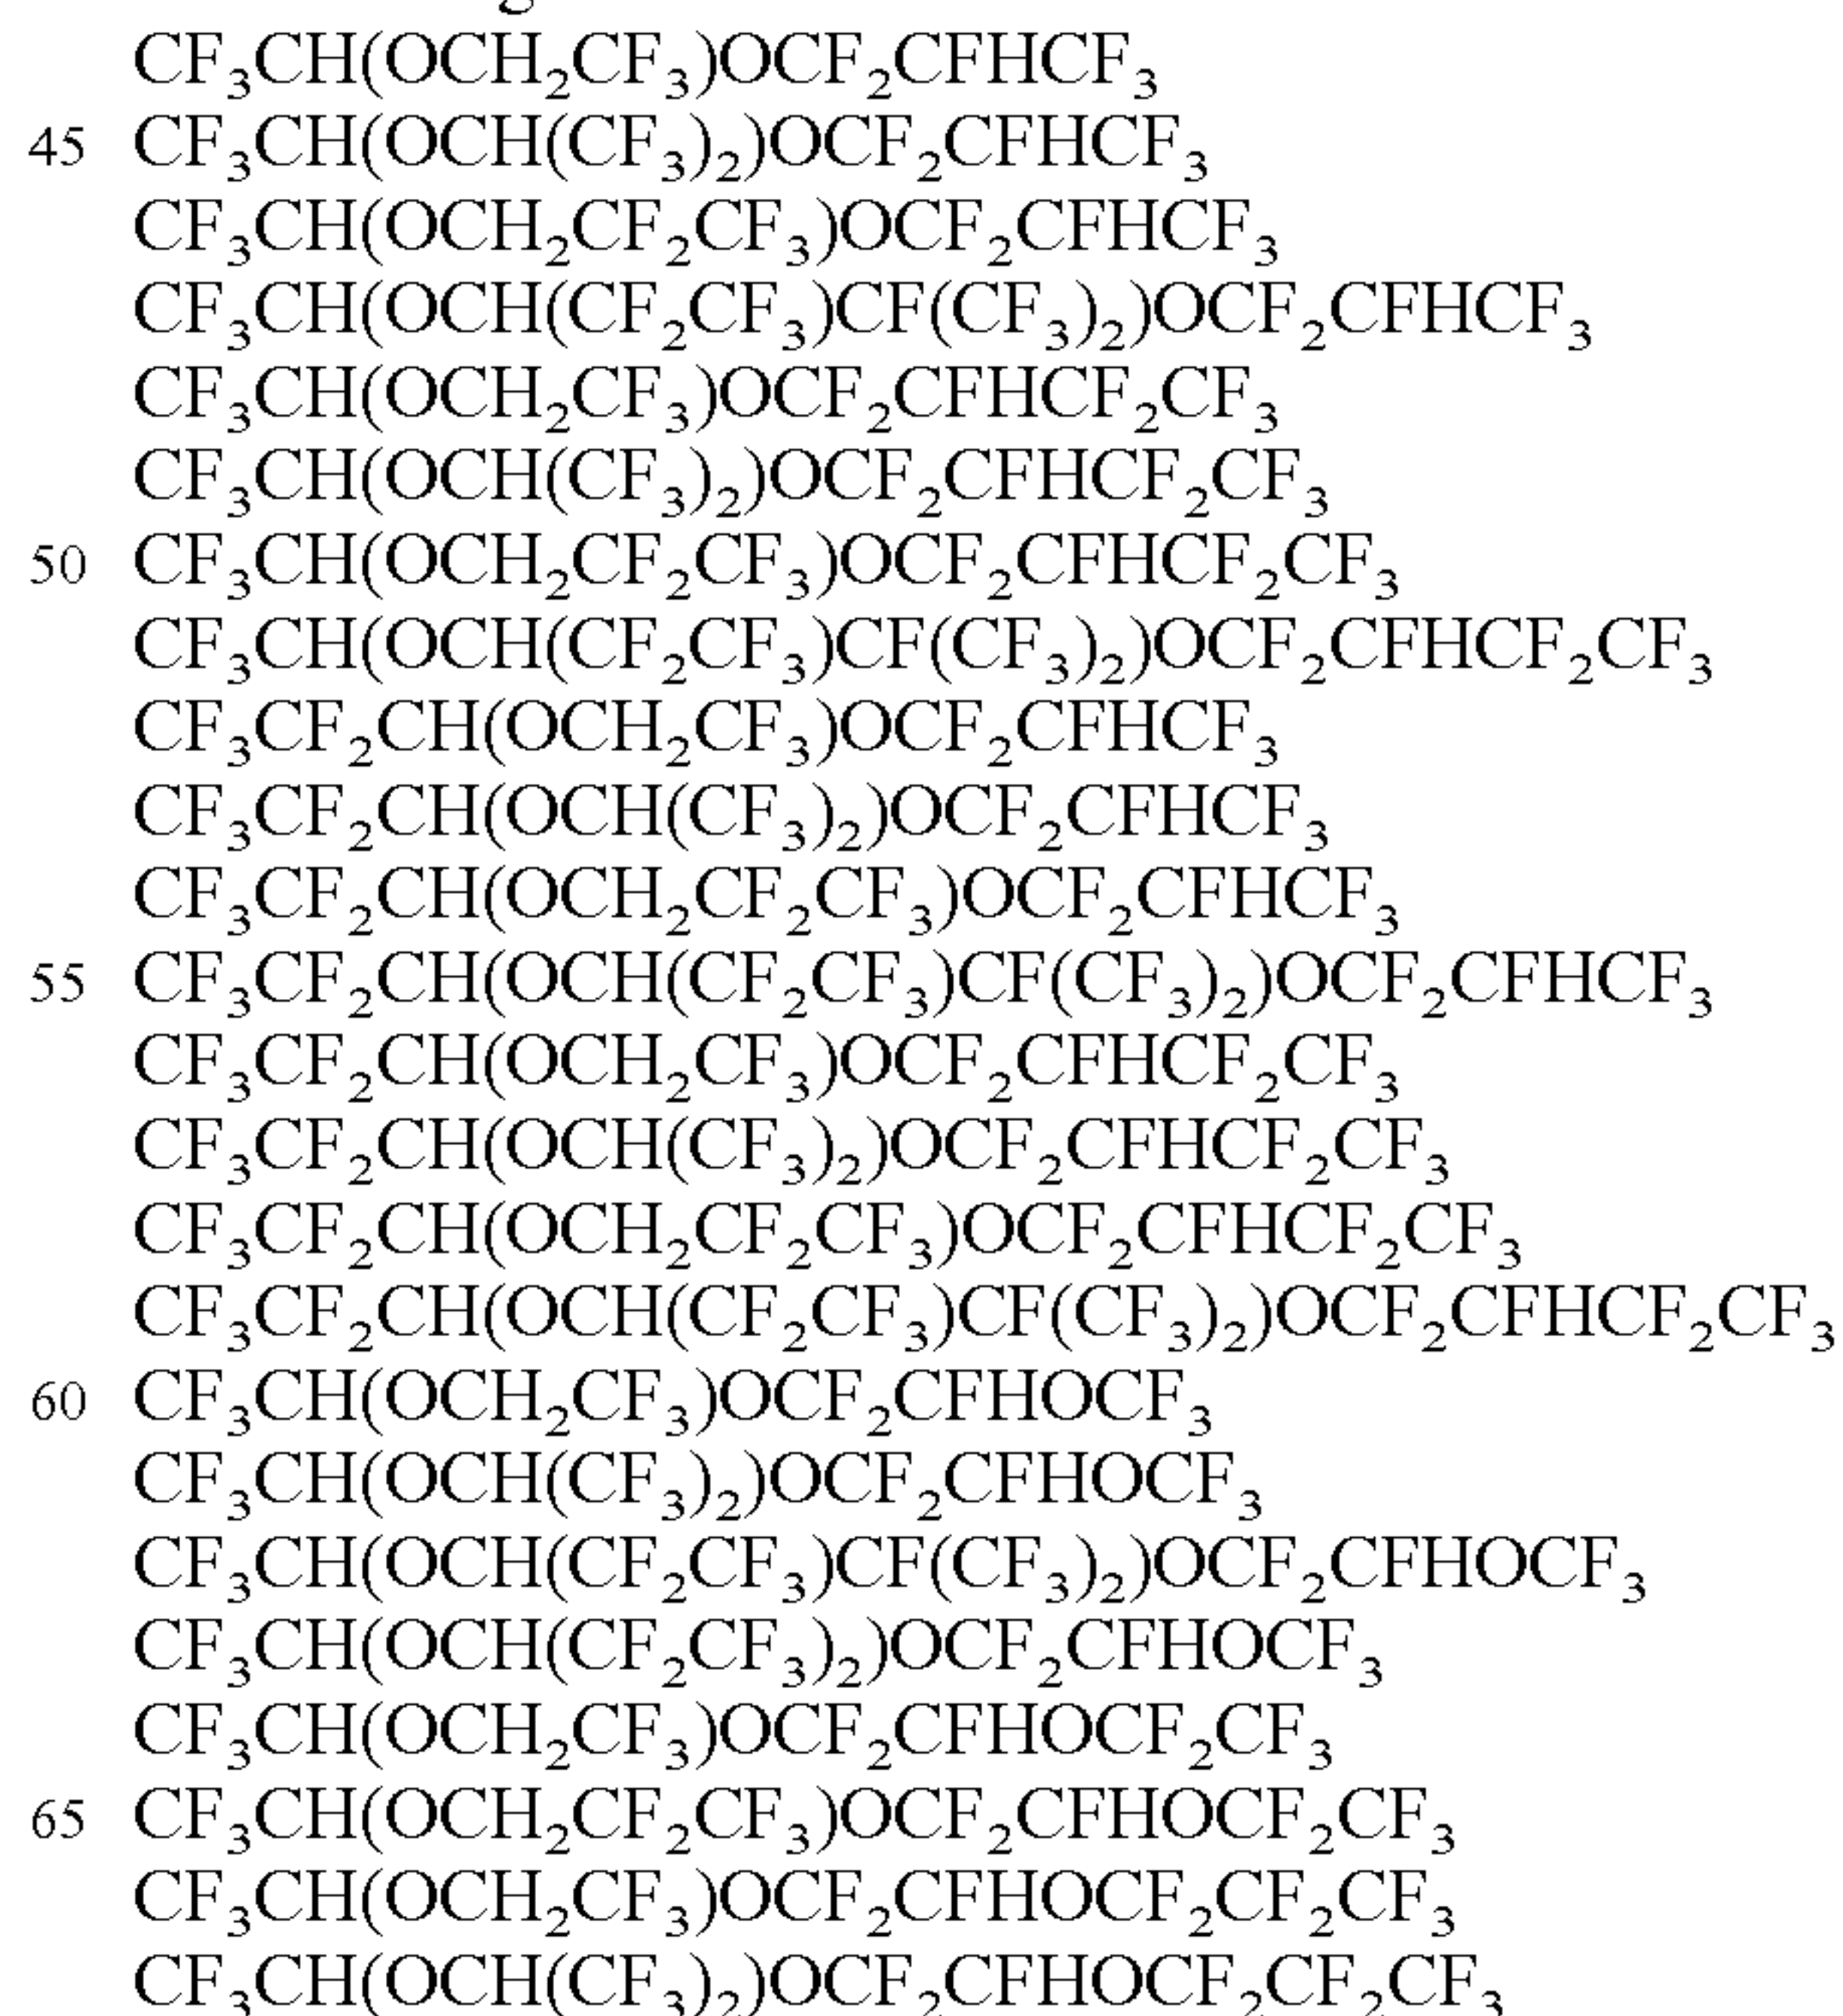 CF₃CH(OCH₂CF₃)OCF₂CFHCF₃
45 CF₃CH(OCH(CF₃)₂)OCF₂CFHCF₃
CF₃CH(OCH₂CF₂CF₃)OCF₂CFHCF₃
CF₃CH(OCH(CF₂CF₃)CF(CF₃)₂)OCF₂CFHCF₃
CF₃CH(OCH₂CF₃)OCF₂CFHCF₂CF₃
CF₃CH(OCH(CF₃)₂)OCF₂CFHCF₂CF₃
50 CF₃CH(OCH₂CF₂CF₃)OCF₂CFHCF₂CF₃
CF₃CH(OCH(CF₂CF₃)CF(CF₃)₂)OCF₂CFHCF₂CF₃
CF₃CF₂CH(OCH₂CF₃)OCF₂CFHCF₃
CF₃CF₂CH(OCH(CF₃)₂)OCF₂CFHCF₃
CF₃CF₂CH(OCH₂CF₂CF₃)OCF₂CFHCF₃
55 CF₃CF₂CH(OCH(CF₂CF₃)CF(CF₃)₂)OCF₂CFHCF₃
CF₃CF₂CH(OCH₂CF₃)OCF₂CFHCF₂CF₃
CF₃CF₂CH(OCH(CF₃)₂)OCF₂CFHCF₂CF₃
CF₃CF₂CH(OCH₂CF₂CF₃)OCF₂CFHCF₂CF₃
CF₃CF₂CH(OCH(CF₂CF₃)CF(CF₃)₂)OCF₂CFHCF₂CF₃
60 CF₃CH(OCH₂CF₃)OCF₂CFHOCF₃
CF₃CH(OCH(CF₃)₂)OCF₂CFHOCF₃
CF₃CH(OCH(CF₂CF₃)CF(CF₃)₂)OCF₂CFHOCF₃
CF₃CH(OCH(CF₂CF₃)₂)OCF₂CFHOCF₃
CF₃CH(OCH₂CF₃)OCF₂CFHOCF₂CF₃
65 CF₃CH(OCH₂CF₂CF₃)OCF₂CFHOCF₂CF₃
CF₃CH(OCH₂CF₃)OCF₂CFHOCF₂CF₂CF₃
CF₃CH(OCH(CF₃)₂)OCF₂CFHOCF₂CF₂CF₃